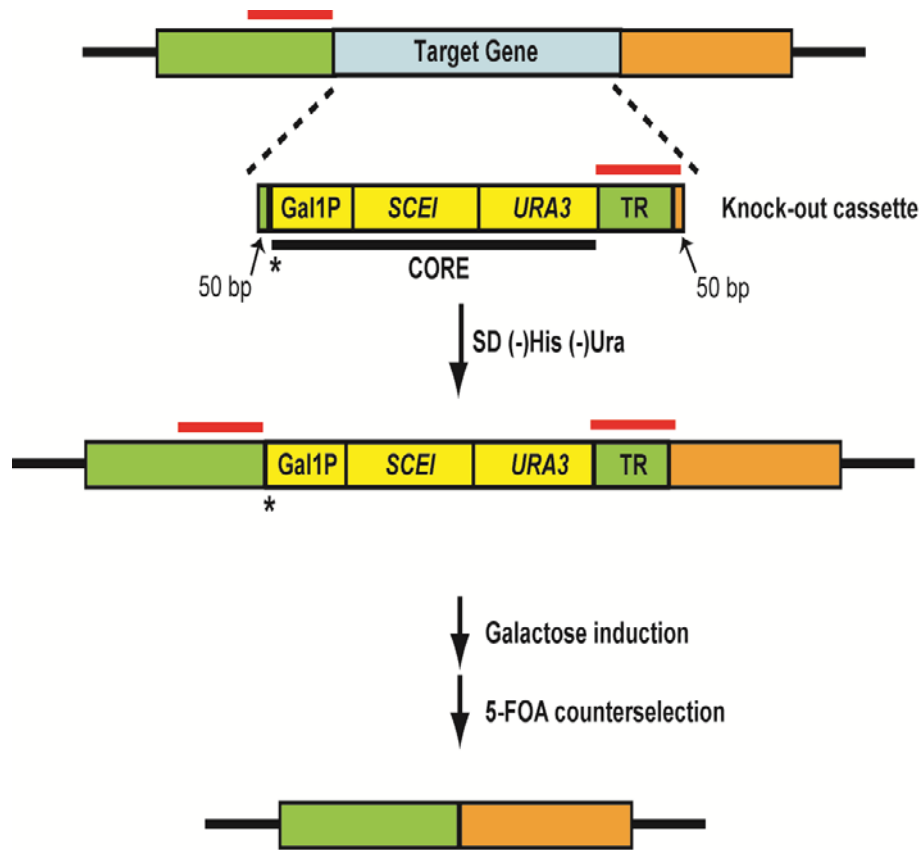 Target Gene
Gal1P SCEI URA3 TR Knock-out cassette
50 bp * CORE 50 bp
SD (-)His (-)Ura
Gal1P SCEI URA3 TR
*
Galactose induction
5-FOA counterselection